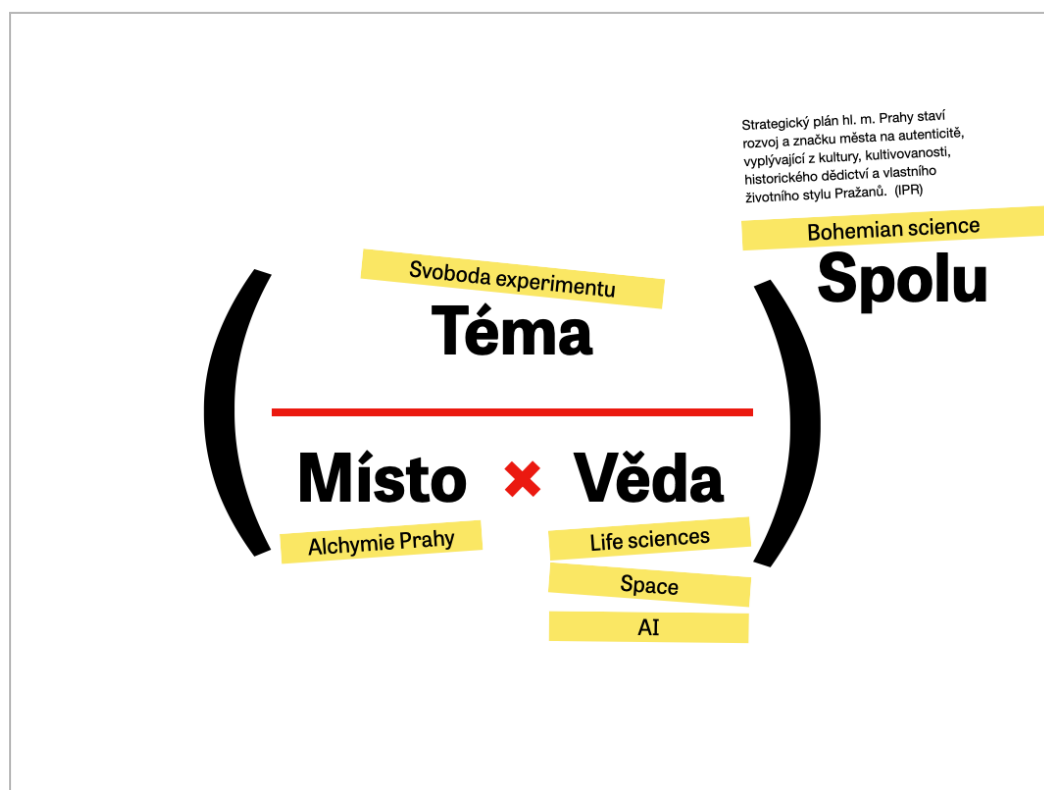 Strategický plán hl. m. Prahy staví
rozvoj a značku města na autenticitě,
vyplývající z kultury, kultivovanosti,
historického dědictví a vlastního
životního stylu Pražanů. (IPR)
Bohemian science
Spolu
Svoboda experimentu
Téma
( )
Místo × Věda
Alchymie Prahy
Life sciences
Space
AI